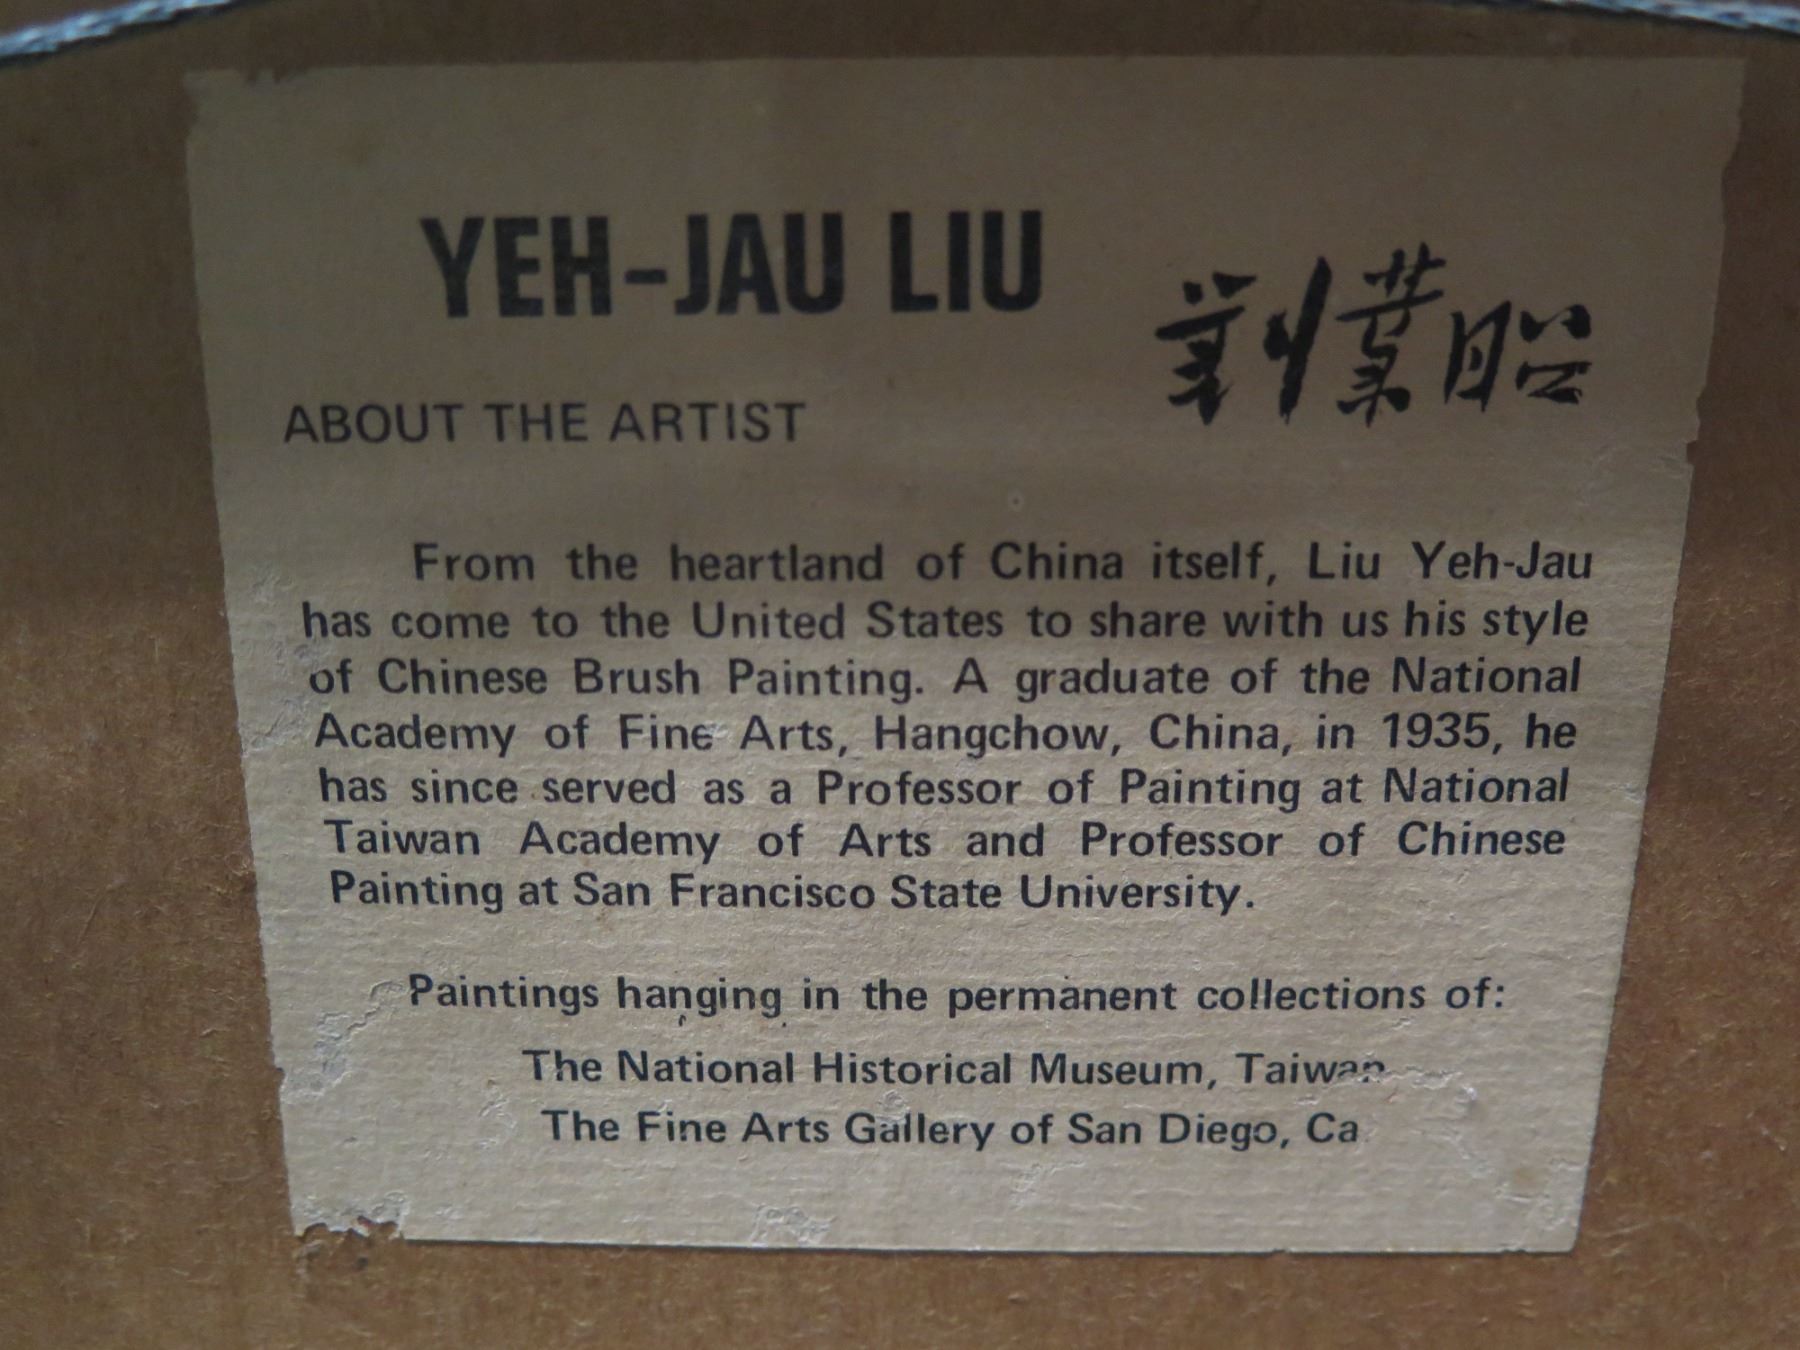 YEH-JAU LIU
劉業昭
ABOUT THE ARTIST
From the heartland of China itself, Liu Yeh-Jau
has come to the United States to share with us his style
of Chinese Brush Painting. A graduate of the National
Academy of Fine Arts, Hangchow, China, in 1935, he
has since served as a Professor of Painting at National
Taiwan Academy of Arts and Professor of Chinese
Painting at San Francisco State University.
Paintings hanging in the permanent collections of:
The National Historical Museum, Taiwan
The Fine Arts Gallery of San Diego, Ca